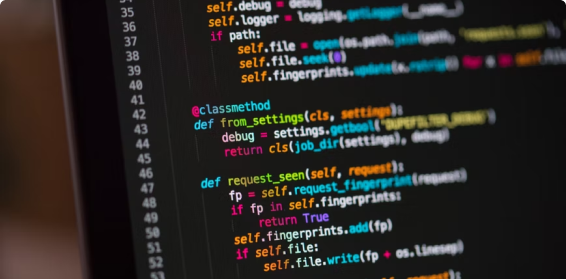 34
35 self.debug = debug
36 self.logger = logging.getLogger(__name__)
37 if path:
38 self.file = open(os.path.join(path, 'requests.seen'),
39 self.file.seek(0)
40 self.fingerprints.update(x.rstrip() for x in self.file
41
42 @classmethod
43 def from_settings(cls, settings):
44 debug = settings.getbool('DUPEFILTER_DEBUG')
45 return cls(job_dir(settings), debug)
46 def request_seen(self, request):
47 fp = self.request_fingerprint(request)
48 if fp in self.fingerprints:
49 return True
50 self.fingerprints.add(fp)
51 if self.file:
52 self.file.write(fp + os.linesep)
53 self, request):